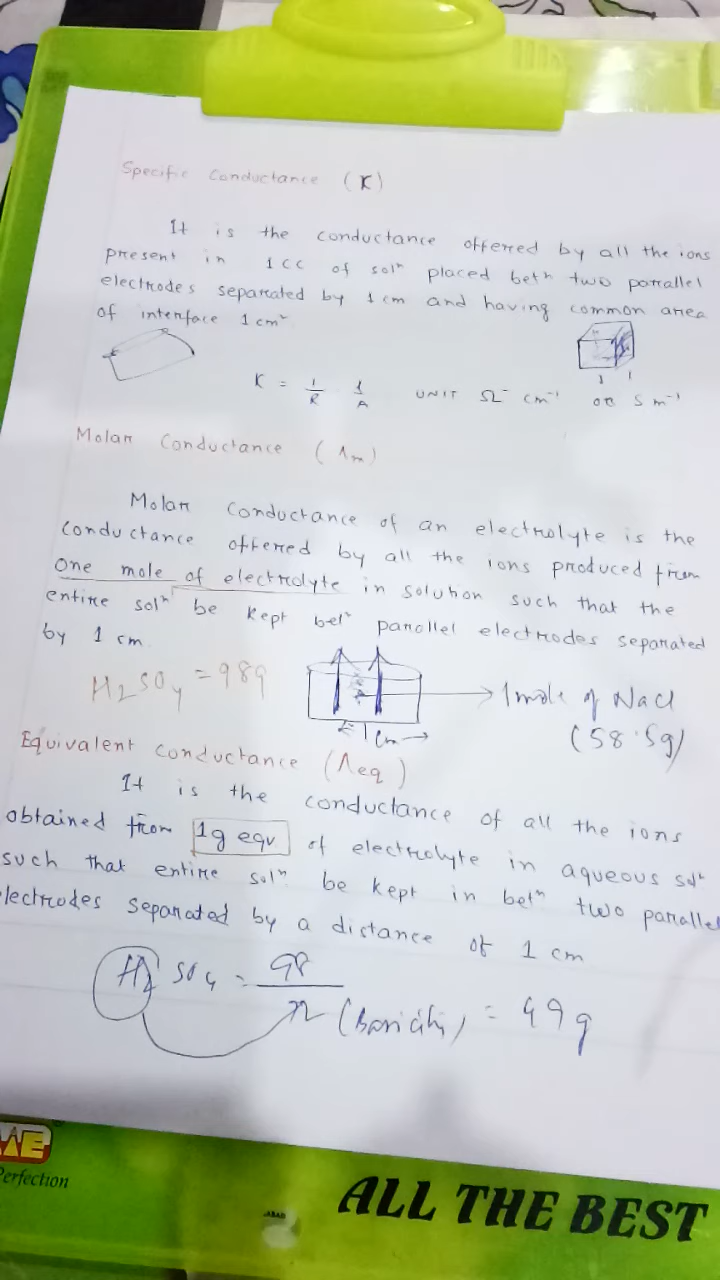 Specific Conductance (K)
It is the conductance offered by all the ions
present in 1cc of solⁿ placed betⁿ two parallel
electrodes separated by 1 cm and having common area
of interface 1 cm²
K = 1/R 1/A UNIT Ω⁻ cm⁻¹ or S m⁻¹
Molar Conductance (Λm)
Molar Conductance of an electrolyte is the
conductance offered by all the ions produced from
one mole of electrolyte in solution such that the
entire solⁿ be kept betⁿ parallel electrodes separated
by 1 cm.
H₂SO₄ = 98g
1 mole of NaCl
(58.5g)
1 cm
Equivalent conductance (Λeq)
It is the conductance of all the ions
obtained from 1g equv of electrolyte in aqueous solⁿ
such that entire solⁿ be kept in betⁿ two parallel
electrodes separated by a distance of 1 cm
H₂SO₄ = 98/n (Basicity) = 49g
Perfection
ALL THE BEST